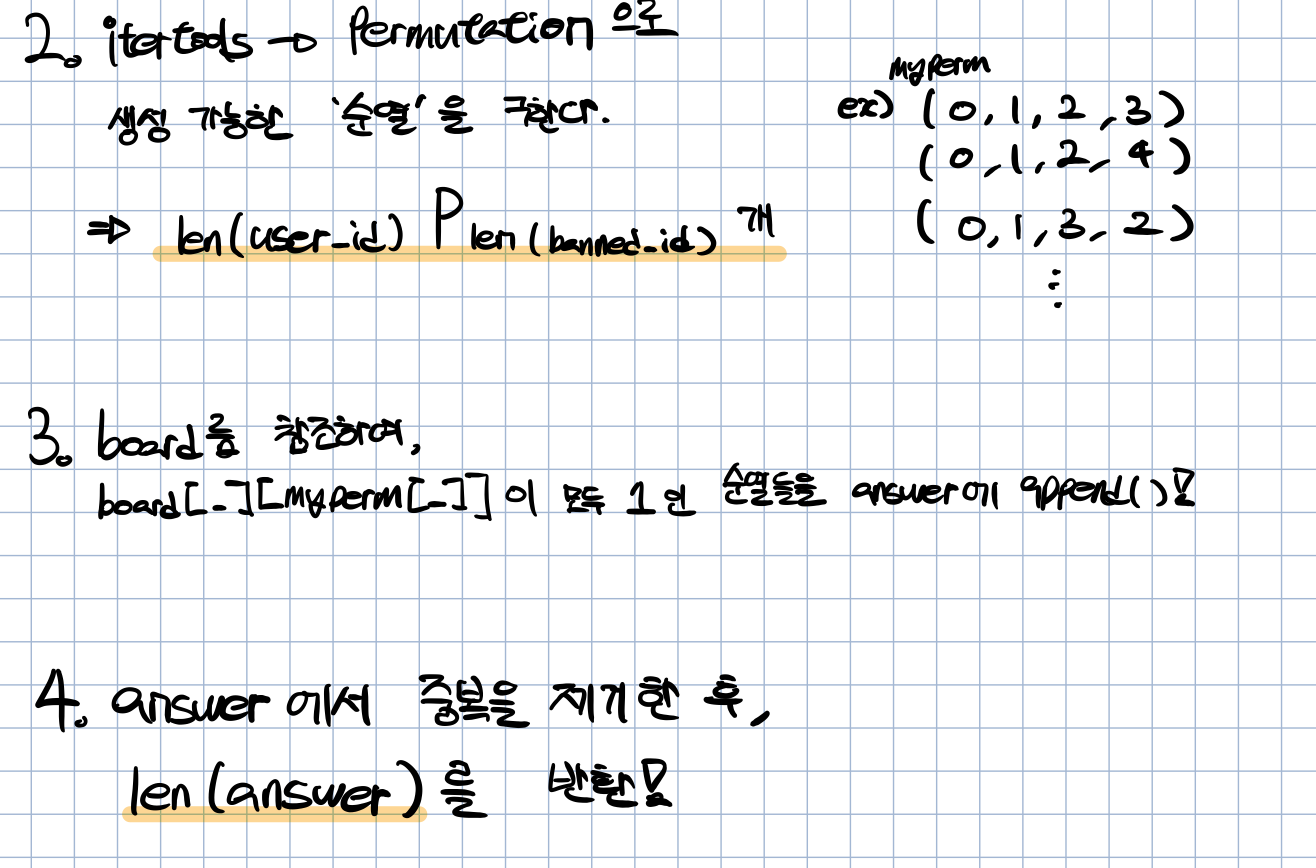 2. itertools → Permutation 으로
생성 가능한 '순열'을 구한다.
⇒ len(user_id) P len(banned_id) 개
myperm
ex) (0, 1, 2, 3)
(0, 1, 2, 4)
(0, 1, 3, 2)
⋮
3. board를 참조하여,
board[_][myperm[_]] 이 모두 1 인 순열들을 answer에 append()!
4. answer에서 중복을 제거한 후,
len(answer)를 반환!